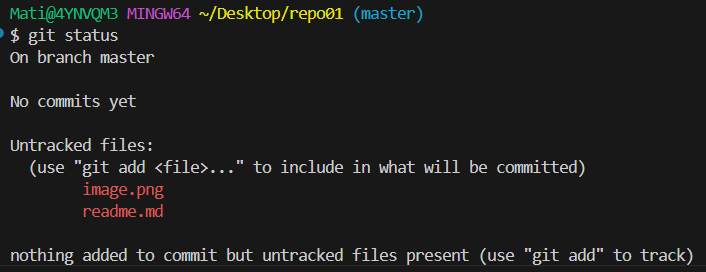 Mati@4YNVQM3 MINGW64 ~/Desktop/repo01 (master)
$ git status
On branch master
No commits yet
Untracked files:
(use "git add <file>..." to include in what will be committed)
image.png
readme.md
nothing added to commit but untracked files present (use "git add" to track)